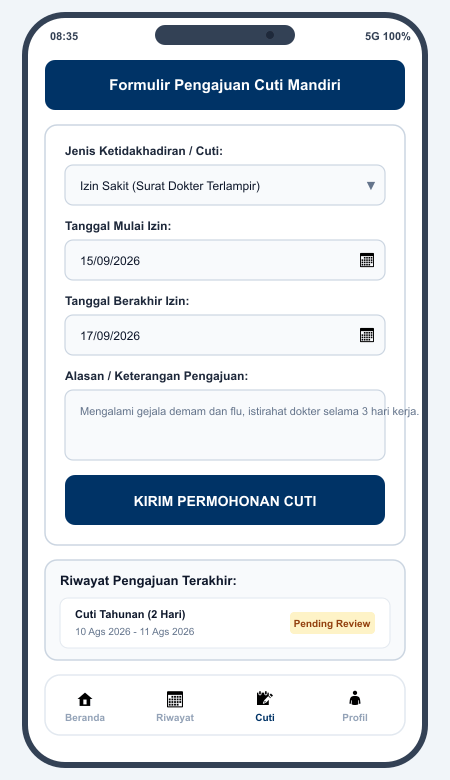 08:35
5G 100%
Formulir Pengajuan Cuti Mandiri
Jenis Ketidakhadiran / Cuti:
Izin Sakit (Surat Dokter Terlampir)
Tanggal Mulai Izin:
15/09/2026
Tanggal Berakhir Izin:
17/09/2026
Alasan / Keterangan Pengajuan:
Mengalami gejala demam dan flu, istirahat dokter selama 3 hari kerja.
KIRIM PERMOHONAN CUTI
Riwayat Pengajuan Terakhir:
Cuti Tahunan (2 Hari)
Pending Review
10 Ags 2026 - 11 Ags 2026
Beranda
Riwayat
Cuti
Profil